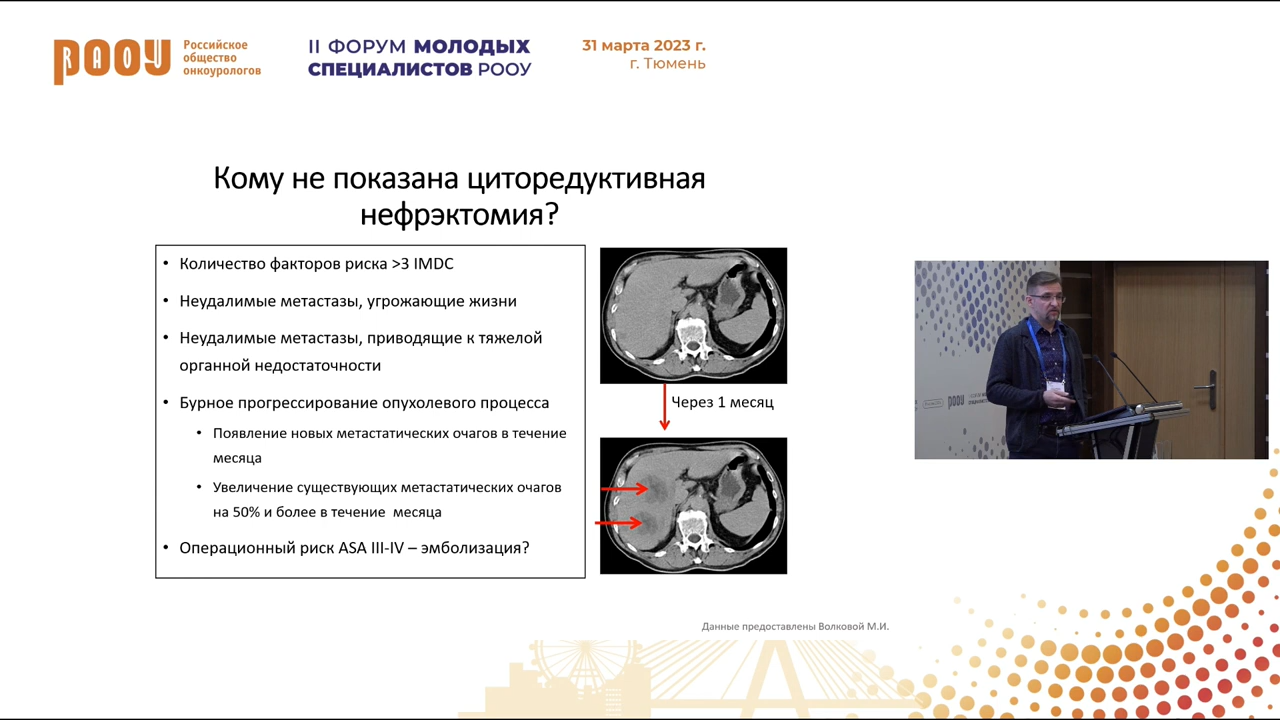 РООУ
RAOU
Российское
общество
онкоурологов
II ФОРУМ МОЛОДЫХ
СПЕЦИАЛИСТОВ РООУ
31 марта 2023 г.
г. Тюмень
Кому не показана циторедуктивная
нефрэктомия?
• Количество факторов риска >3 IMDC
• Неудалимые метастазы, угрожающие жизни
• Неудалимые метастазы, приводящие к тяжелой
органной недостаточности
• Бурное прогрессирование опухолевого процесса
• Появление новых метастатических очагов в течение
месяца
• Увеличение существующих метастатических очагов
на 50% и более в течение месяца
• Операционный риск ASA III-IV – эмболизация?
Через 1 месяц
Данные предоставлены Волковой М.И.
РООУ